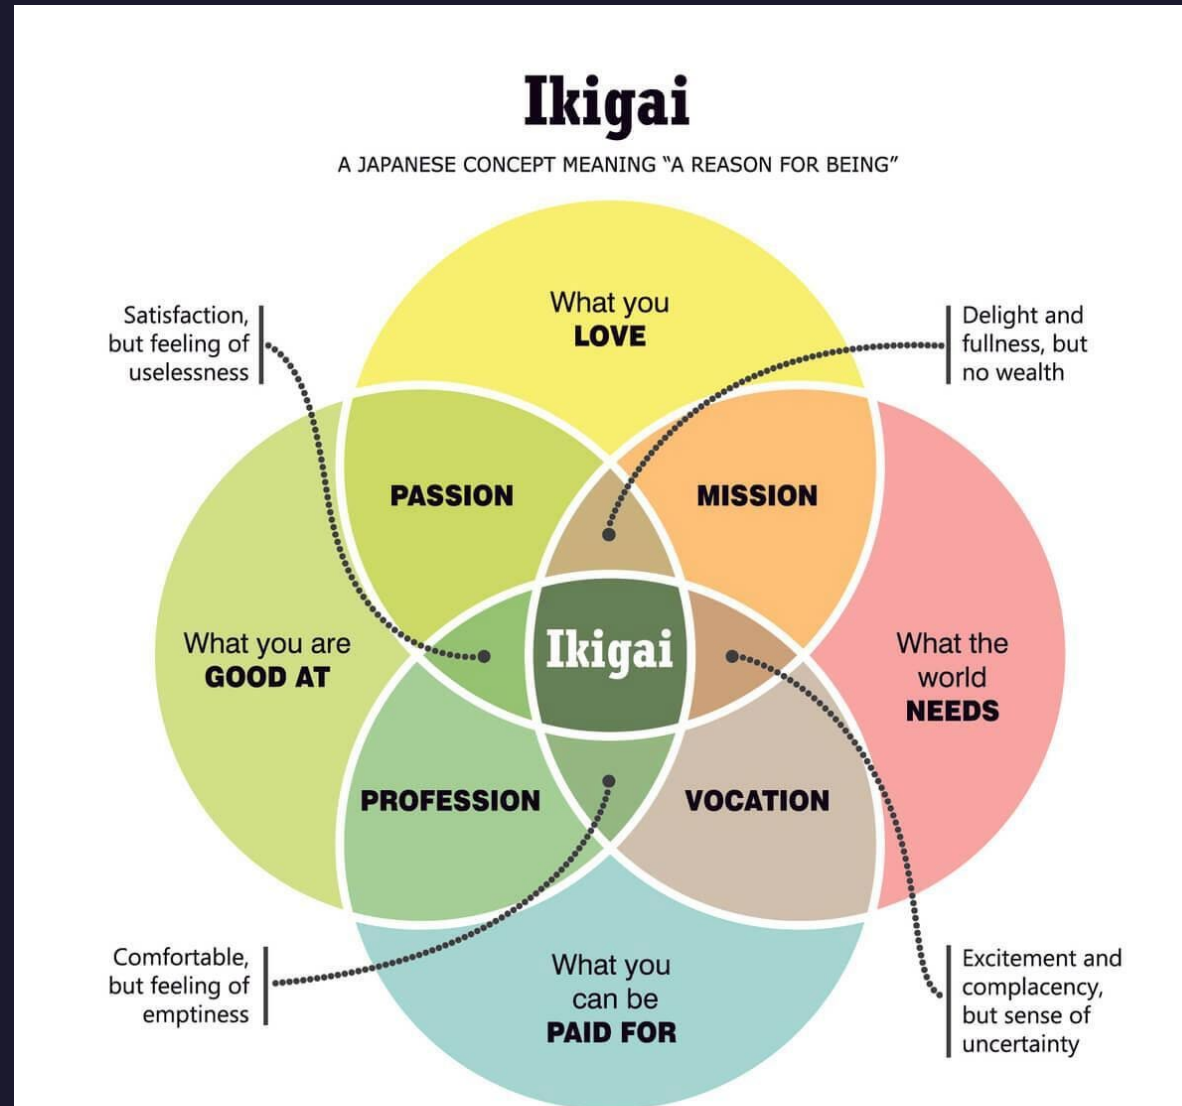 Ikigai
A JAPANESE CONCEPT MEANING “A REASON FOR BEING”
What you
LOVE
Satisfaction,
but feeling of
uselessness
Delight and
fullness, but
no wealth
PASSION
MISSION
What you are
GOOD AT
Ikigai
What the
world
NEEDS
PROFESSION
VOCATION
What you
can be
PAID FOR
Comfortable,
but feeling of
emptiness
Excitement and
complacency,
but sense of
uncertainty